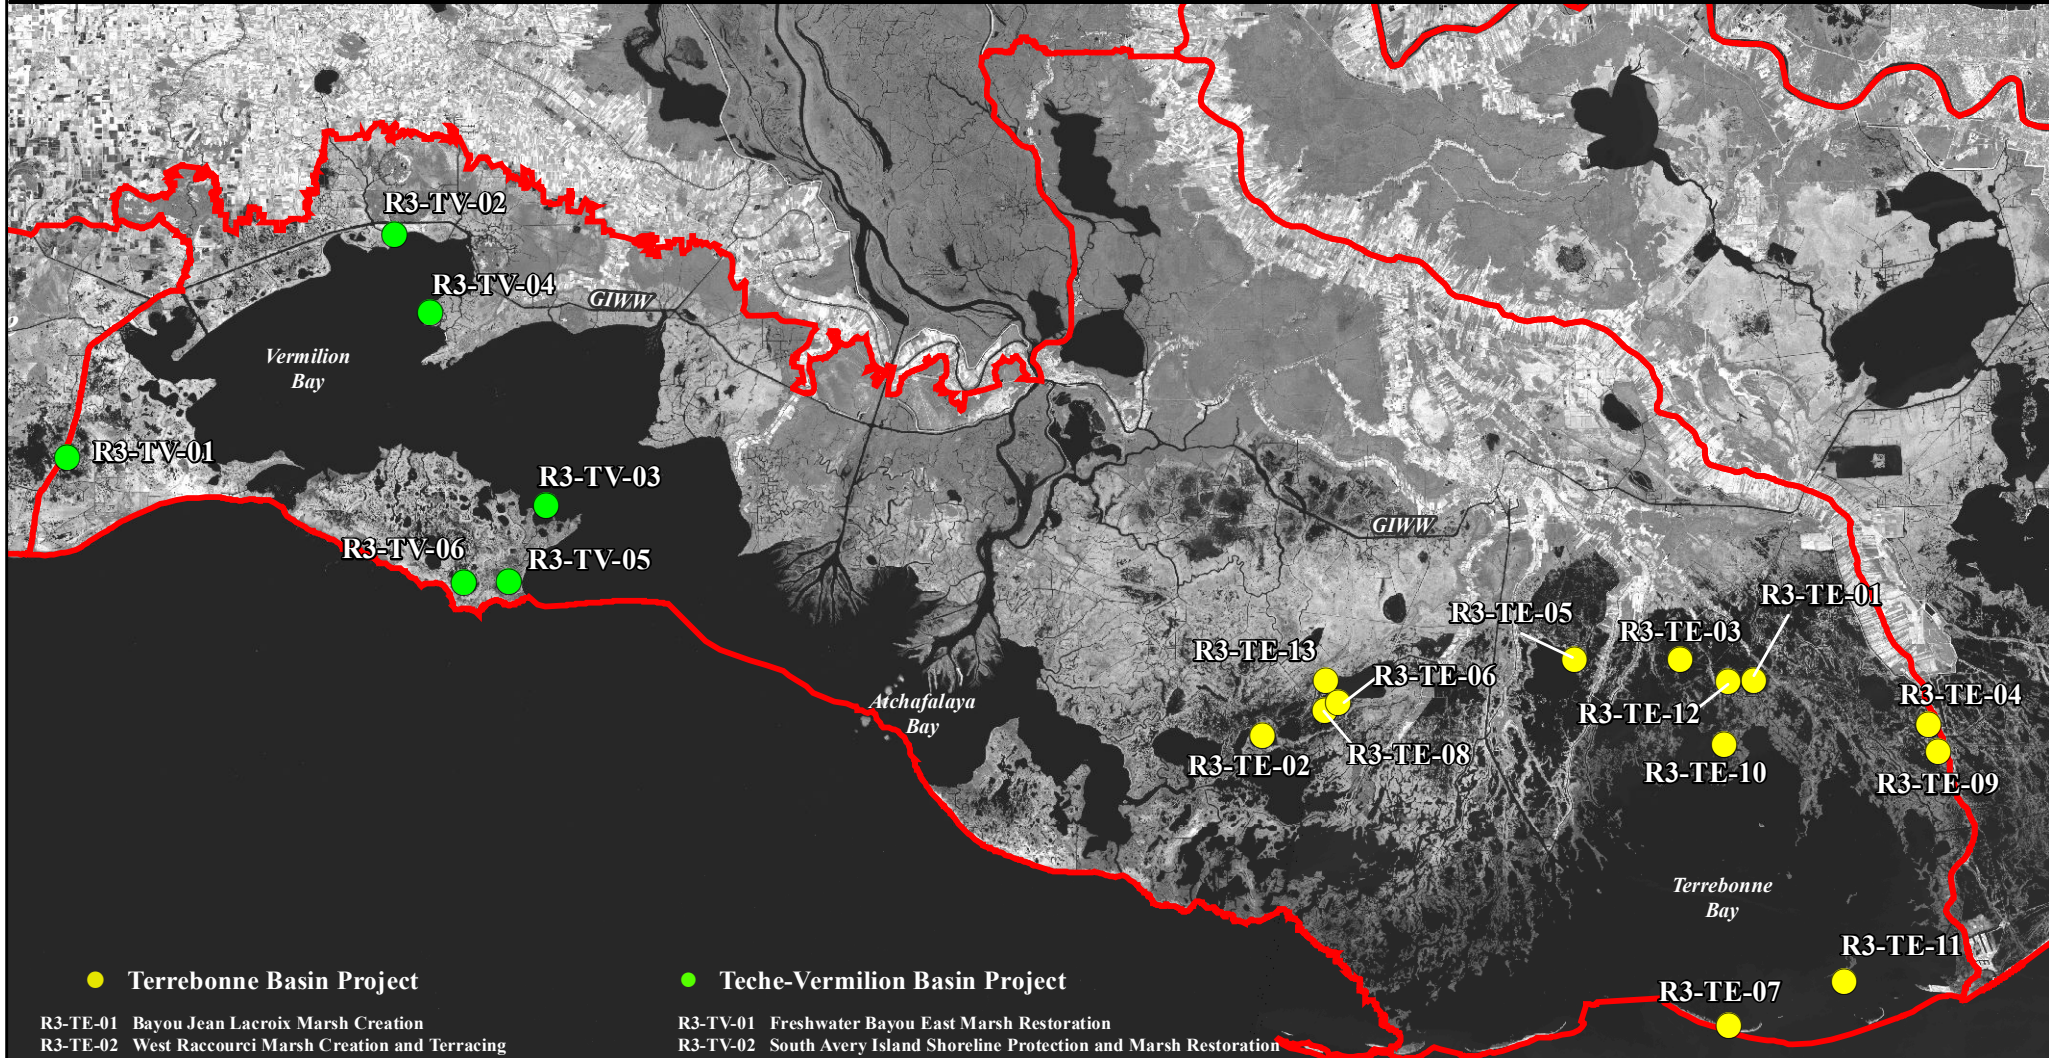 R3-TV-02
R3-TV-04
GIWW
Vermilion
Bay
R3-TV-01
R3-TV-03
R3-TV-06
R3-TV-05
GIWW
R3-TE-05
R3-TE-01
R3-TE-03
R3-TE-13
R3-TE-06
Atchafalaya
Bay
R3-TE-12
R3-TE-04
R3-TE-08
R3-TE-02
R3-TE-10
R3-TE-09
Terrebonne
Bay
R3-TE-11
R3-TE-07
Terrebonne Basin Project
R3-TE-01 Bayou Jean Lacroix Marsh Creation
R3-TE-02 West Raccourci Marsh Creation and Terracing
Teche-Vermilion Basin Project
R3-TV-01 Freshwater Bayou East Marsh Restoration
R3-TV-02 South Avery Island Shoreline Protection and Marsh Restoration